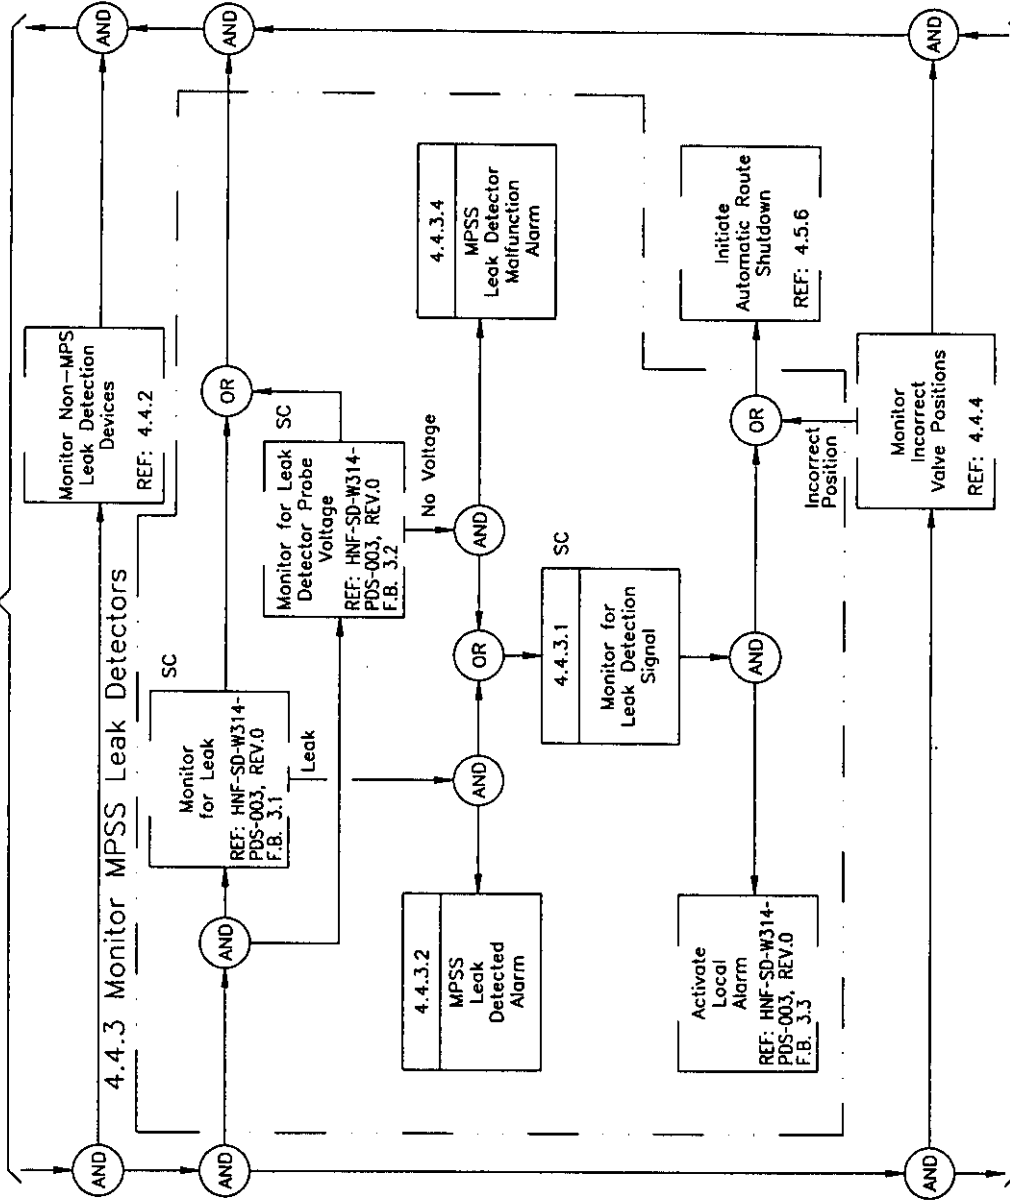 AND
AND
AND
Monitor Non-MPS
Leak Detection
Devices
REF: 4.4.2
4.4.3 Monitor MPSS Leak Detectors
AND
AND
SC
Monitor
for Leak
REF: HNF-SD-W314-
PDS-003, REV.0
F.B. 3.1
Leak
OR
AND
SC
Monitor for Leak
Detector Probe
Voltage
REF: HNF-SD-W314-
PDS-003, REV.0
F.B. 3.2
No Voltage
4.4.3.2
MPSS
Leak
Detected
Alarm
AND
OR
AND
4.4.3.4
MPSS
Leak Detector
Malfunction
Alarm
SC
4.4.3.1
Monitor for
Leak Detection
Signal
Activate
Local
Alarm
REF: HNF-SD-W314-
PDS-003, REV.0
F.B. 3.3
AND
OR
Initiate
Automatic Route
Shutdown
REF: 4.5.6
Incorrect
Position
AND
Monitor
Incorrect
Valve Positions
REF: 4.4.4
AND